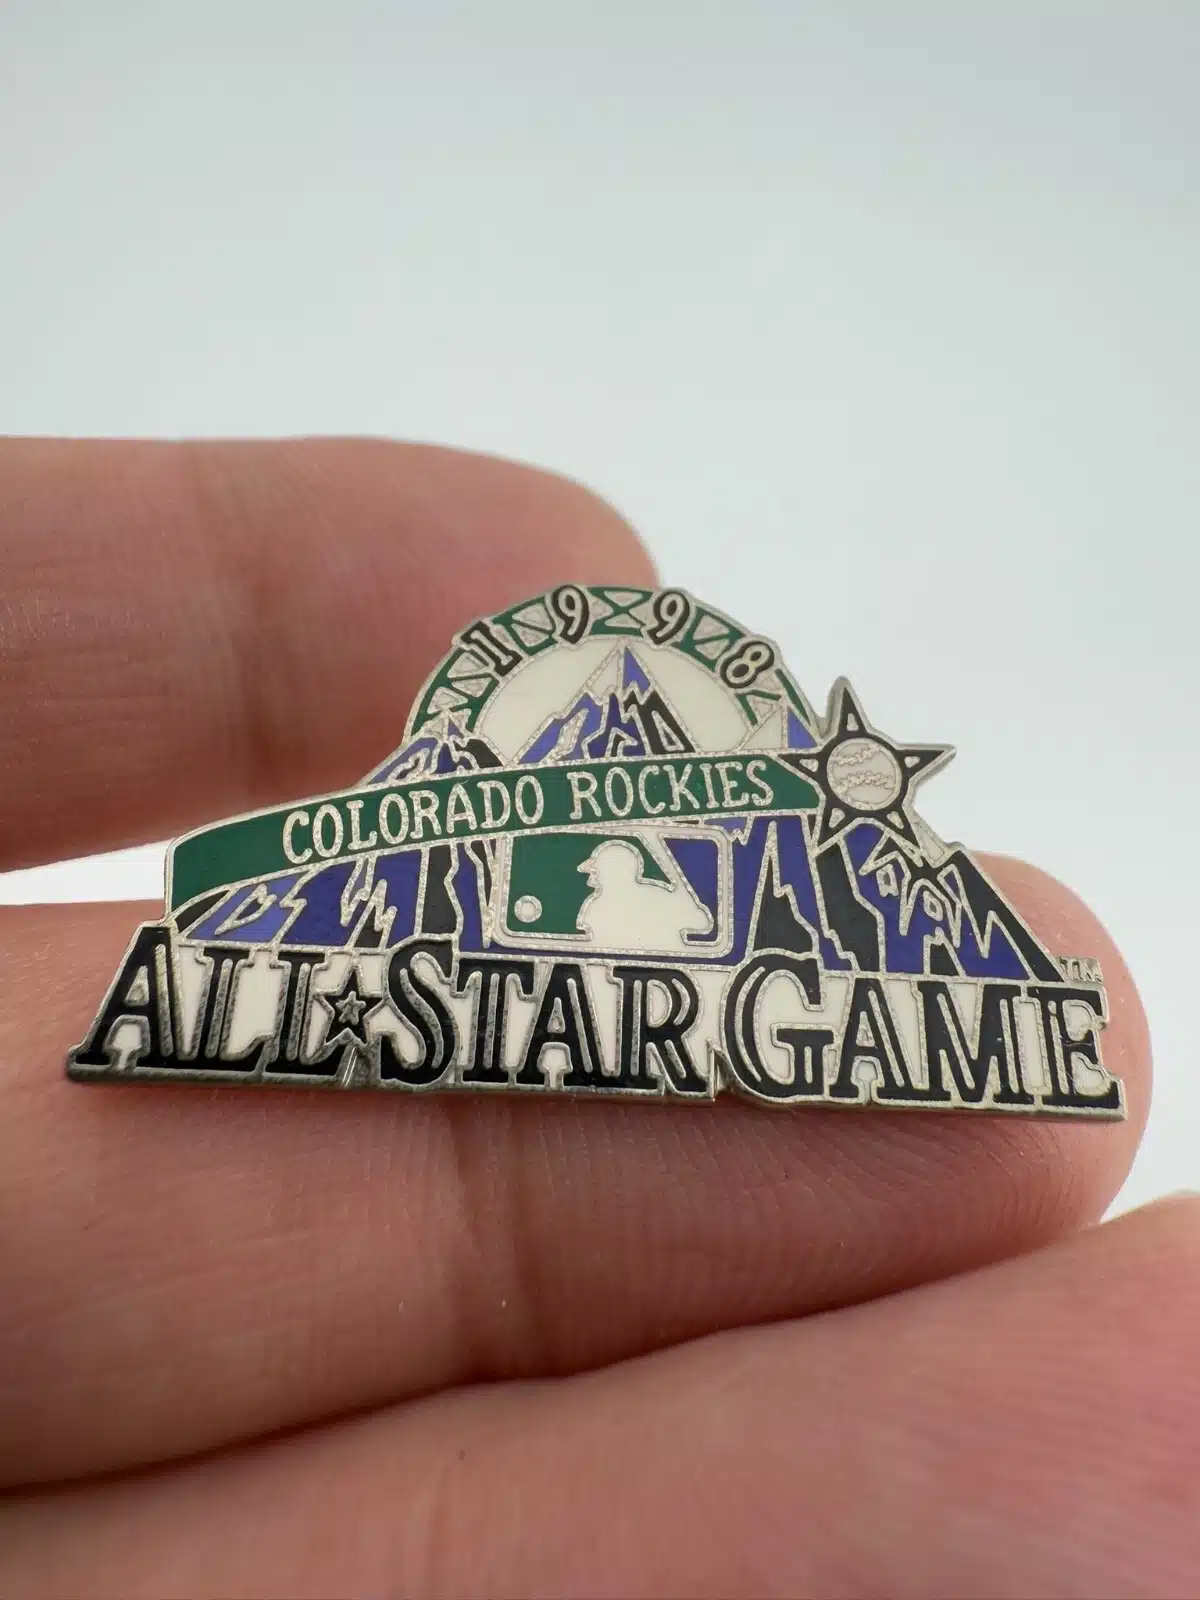 1998
COLORADO ROCKIES
ALL★STAR GAME
TM